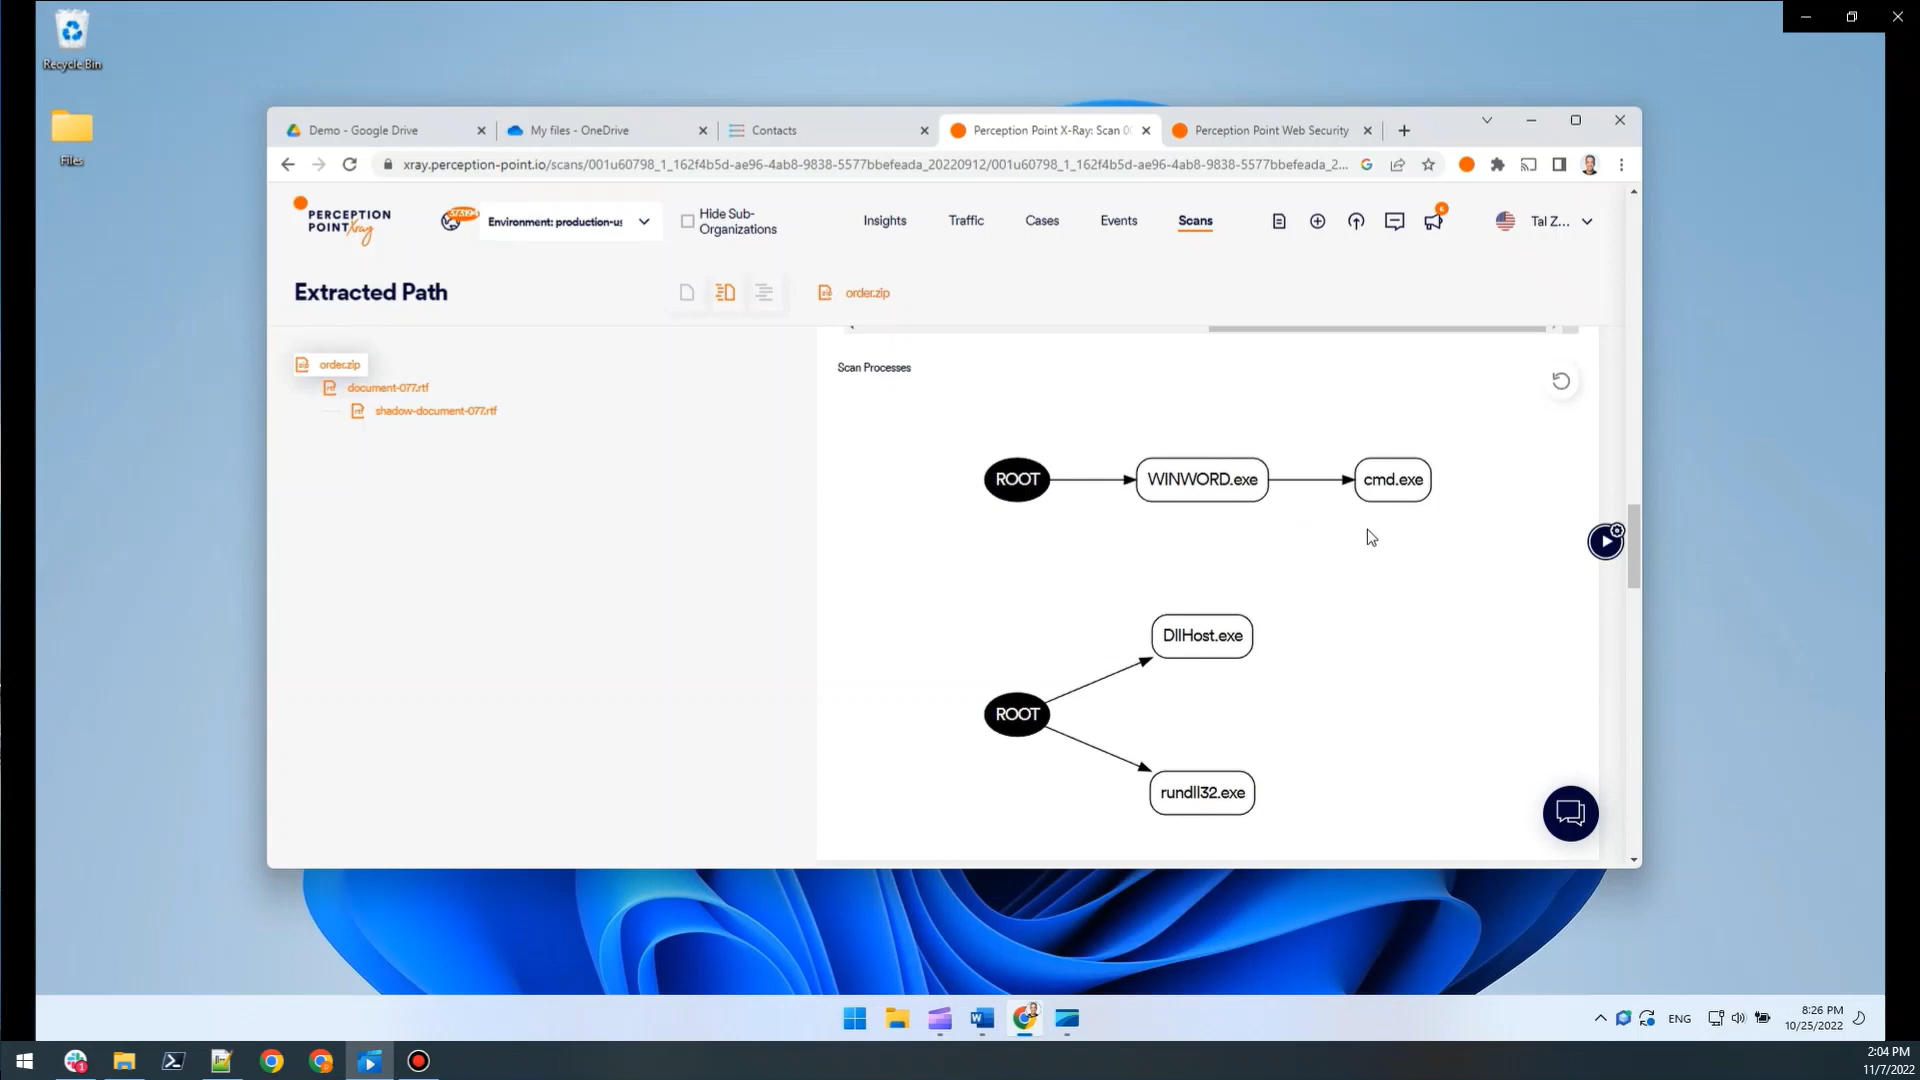 Recycle Bin
Files
Demo - Google Drive
My files - OneDrive
Contacts
Perception Point X-Ray: Scan 00
Perception Point Web Security
xray.perception-point.io/scans/001u60798_1_162f4b5d-ae96-4ab8-9838-5577bbefeada_20220912/001u60798_1_162f4b5d-ae96-4ab8-9838-5577bbefeada_2...
PERCEPTION
POINT Xray
373194
Environment: production-us
Hide Sub-
Organizations
Insights
Traffic
Cases
Events
Scans
6
Tal Z...
Extracted Path
order.zip
order.zip
document-077.rtf
shadow-document-077.rtf
Scan Processes
ROOT
WINWORD.exe
cmd.exe
DllHost.exe
ROOT
rundll32.exe
ENG
8:26 PM
10/25/2022
2:04 PM
11/7/2022